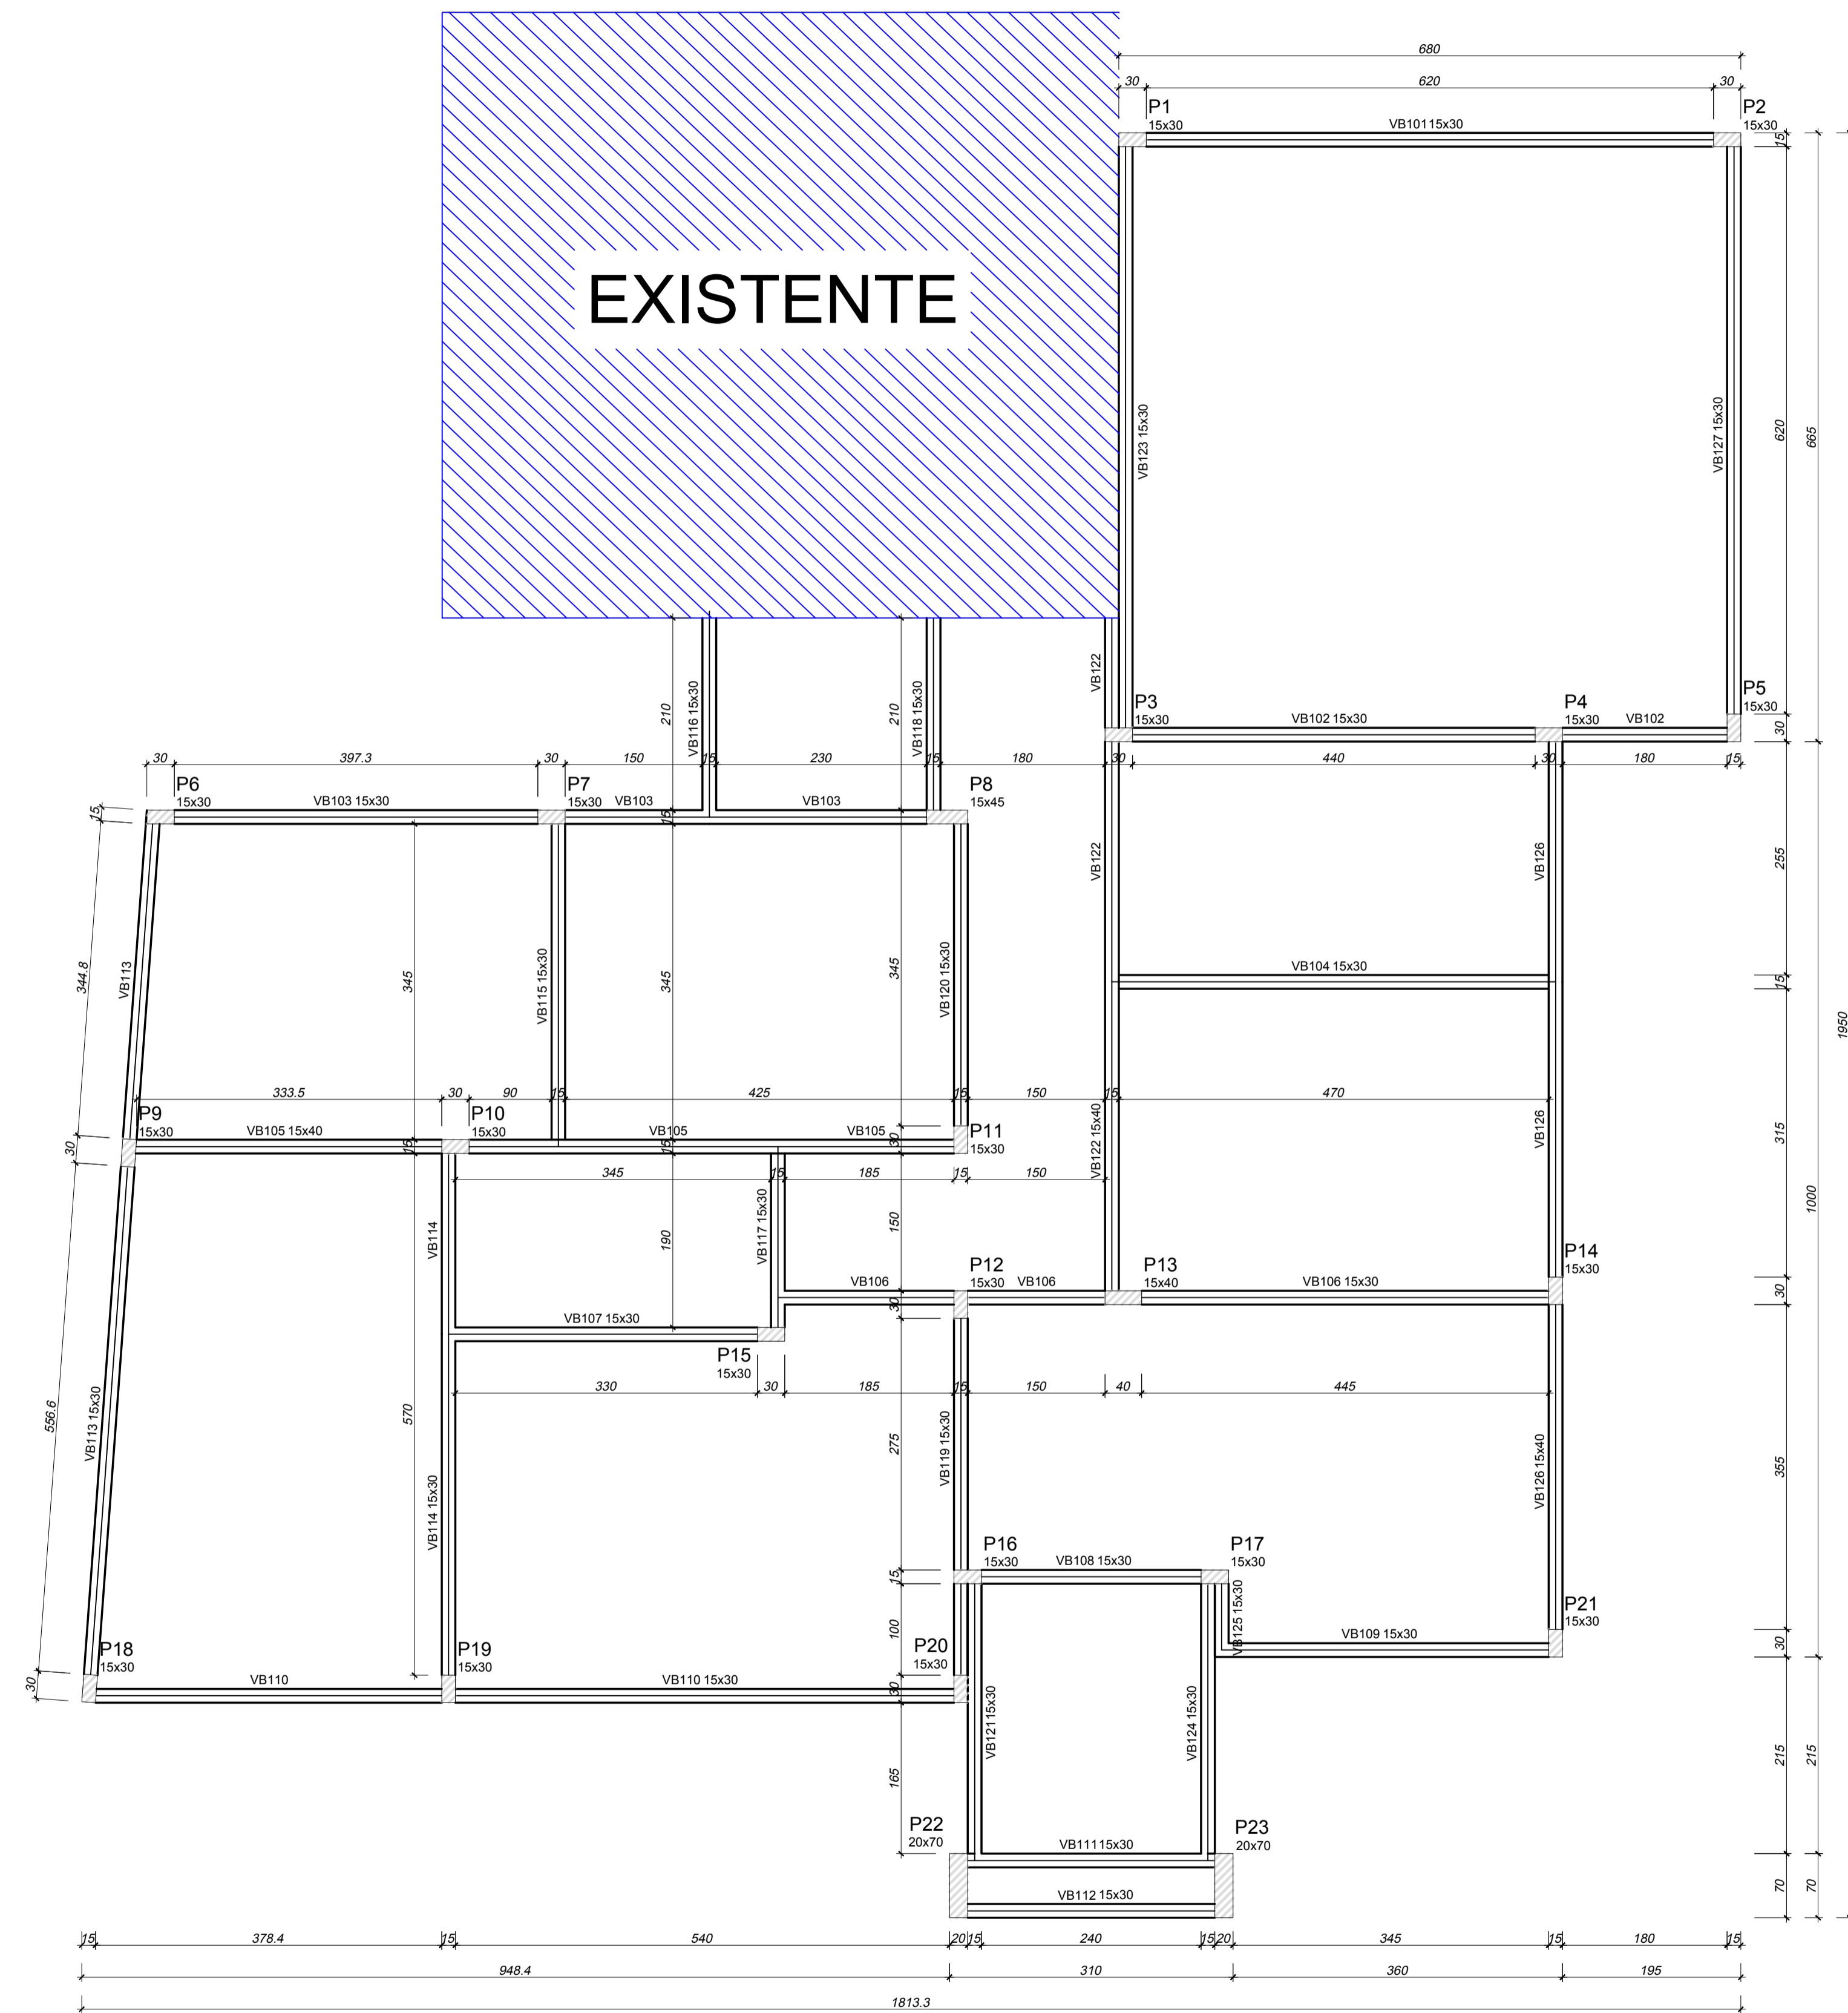 680
30 620 30
P1
15x30
VB101 15x30
P2
15x30
15
EXISTENTE
VB123 15x30
VB127 15x30
620
665
VB122
VB116 15x30
VB118 15x30
210
210
P3
15x30
VB102 15x30
P4
15x30
VB102
P5
15x30
30
30 397.3 30 150 15 230 15 180 30 440 30 180 15
P6
15x30
VB103 15x30
P7
15x30
VB103
VB103
P8
15x45
15
15
VB113
344.8
345
VB115 15x30
345
345
VB120 15x30
VB122
VB126
255
VB104 15x30
15
1950
333.5 30 90 15 425 15 150 15 470
P9
15x30
VB105 15x40
P10
15x30
VB105
VB105
P11
15x30
30
15
15
30
VB122 15x40
VB126
315
1000
345 15 185 15 150
VB114
190
VB117 15x30
150
P12
15x30
VB106
VB106
P13
15x40
VB106 15x30
P14
15x30
30
30
VB107 15x30
P15
15x30
330 30 185 15 150 40 445
556.6
VB113 15x30
570
VB114 15x30
275
VB119 15x30
VB126 15x40
355
P16
15x30
VB108 15x30
P17
15x30
15
VB125 15x30
P21
15x30
VB109 15x30
30
100
P18
15x30
VB110
P19
15x30
VB110 15x30
P20
15x30
30
30
VB121 15x30
VB124 15x30
165
215
215
P22
20x70
VB111 15x30
P23
20x70
VB112 15x30
70
70
15 378.4 15 540 20 15 240 15 20 345 15 180 15
948.4 310 360 195
1813.3